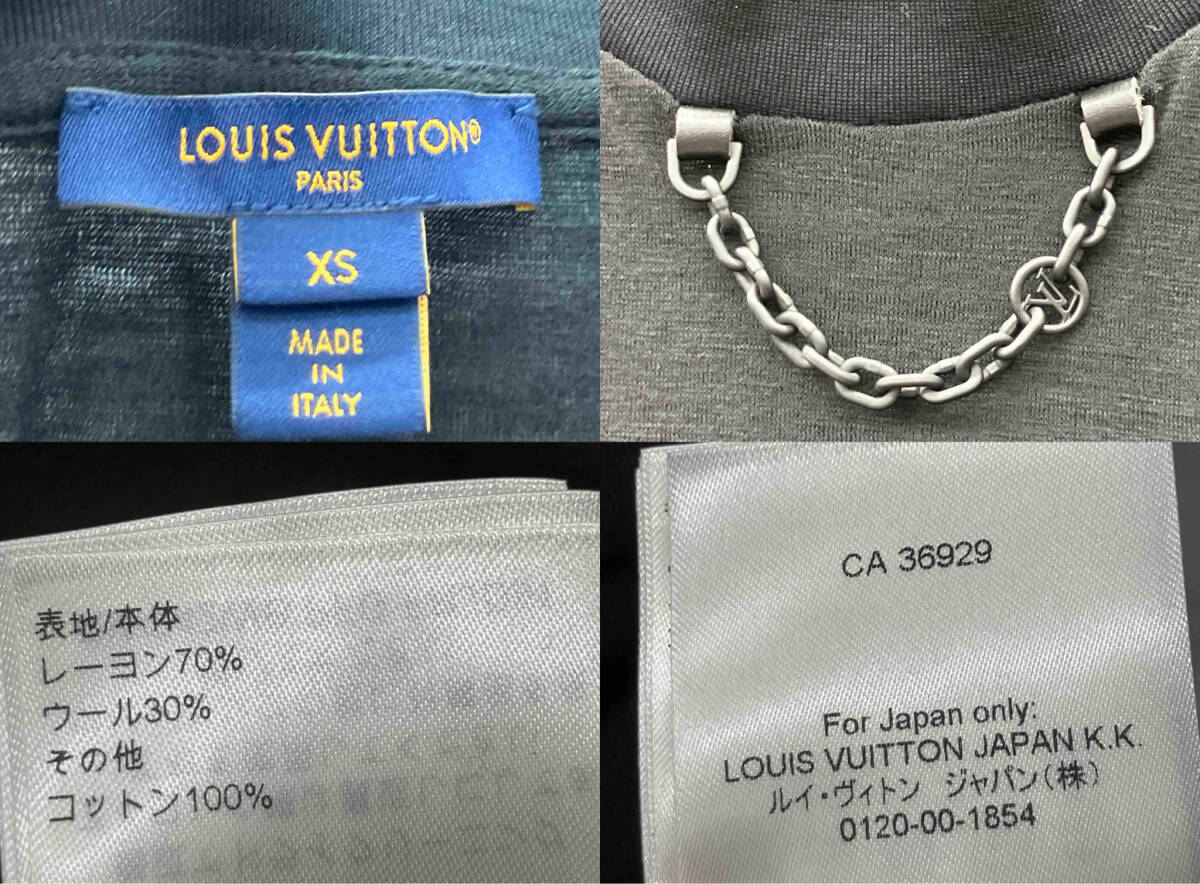 LOUIS VUITTON®
PARIS
XS
MADE
IN
ITALY
LV
表地/本体
レーヨン70%
ウール30%
その他
コットン100%
CA 36929
For Japan only:
LOUIS VUITTON JAPAN K.K.
ルイ・ヴィトン ジャパン(株)
0120-00-1854